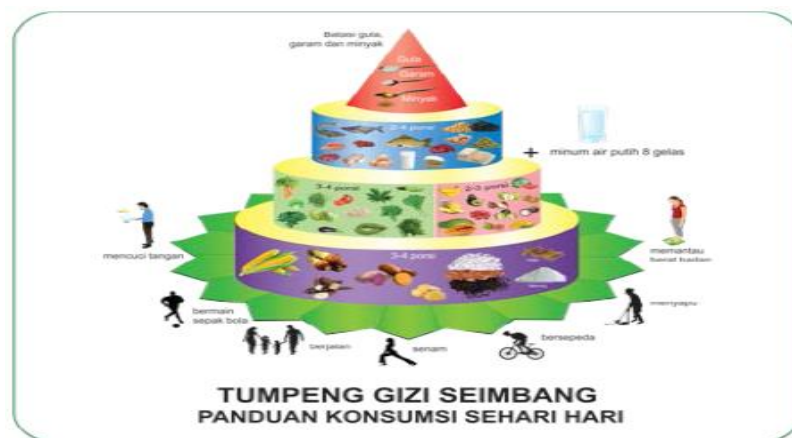 Batasi gula,
garam dan minyak
Gula
Garam
Minyak
2-4 porsi
+ minum air putih 8 gelas
3-4 porsi
2-3 porsi
3-4 porsi
mencuci tangan
memantau
berat badan
bermain
sepak bola
berjalan
senam
bersepeda
menyapu
TUMPENG GIZI SEIMBANG
PANDUAN KONSUMSI SEHARI HARI